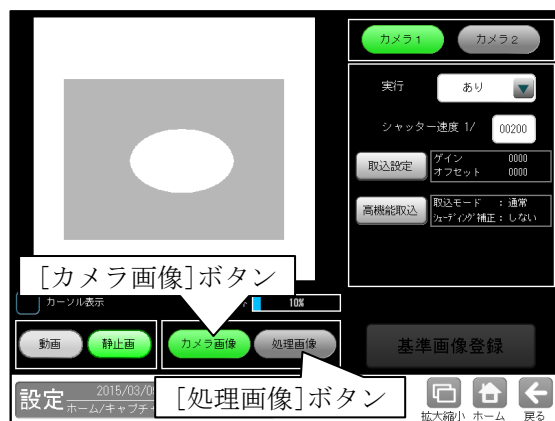 カメラ1
カメラ2
実行
あり
シャッター速度 1/
00200
取込設定
ゲイン 0000
オフセット 0000
高機能取込
取込モード : 通常
シェーディング補正 : しない
[カメラ画像]ボタン
カーソル表示
10%
動画
静止画
カメラ画像
処理画像
基準画像登録
[処理画像]ボタン
設定
2015/03/0
ホーム/キャプチャ
拡大縮小
ホーム
戻る